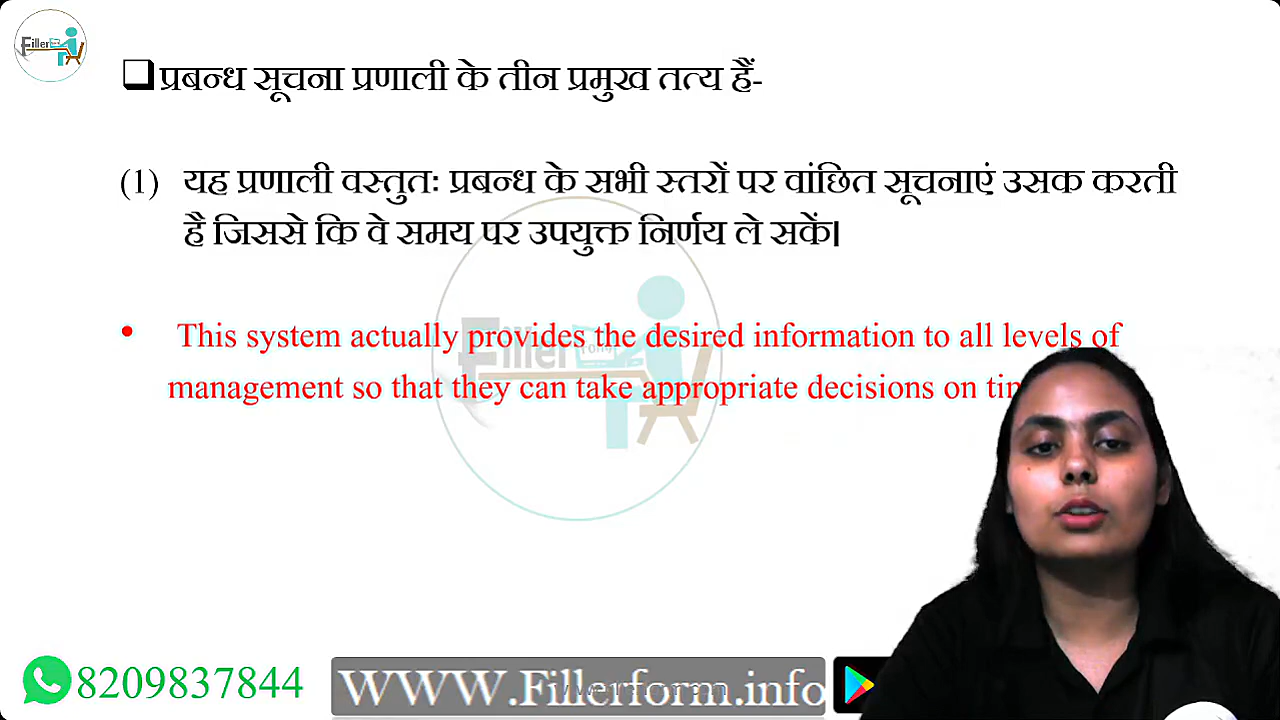 प्रबन्ध सूचना प्रणाली के तीन प्रमुख तत्य हैं-
(1) यह प्रणाली वस्तुतः प्रबन्ध के सभी स्तरों पर वांछित सूचनाएं उसक करती
है जिससे कि वे समय पर उपयुक्त निर्णय ले सकें।
• This system actually provides the desired information to all levels of
management so that they can take appropriate decisions on
8209837844
www.Fillerform.info